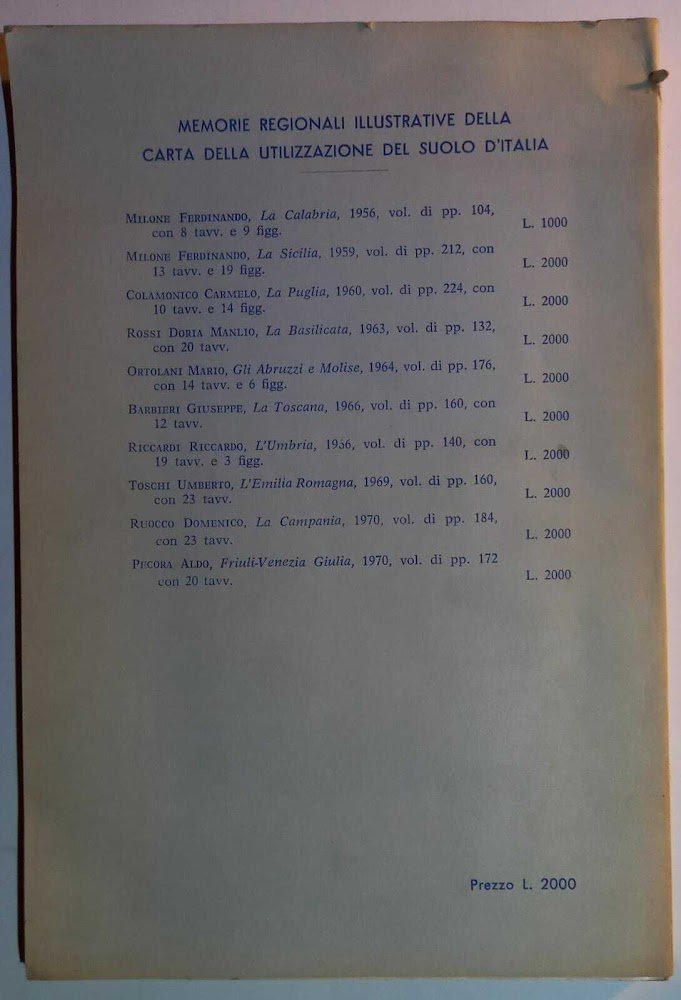 MEMORIE REGIONALI ILLUSTRATIVE DELLA
CARTA DELLA UTILIZZAZIONE DEL SUOLO D'ITALIA
MILONE FERDINANDO, La Calabria, 1956, vol. di pp. 104,
con 8 tavv. e 9 figg. L. 1000
MILONE FERDINANDO, La Sicilia, 1959, vol. di pp. 212, con
13 tavv. e 19 figg. L. 2000
COLAMONICO CARMELO, La Puglia, 1960, vol. di pp. 224, con
10 tavv. e 14 figg. L. 2000
ROSSI DORIA MANLIO, La Basilicata, 1963, vol. di pp. 132,
con 20 tavv. L. 2000
ORTOLANI MARIO, Gli Abruzzi e Molise, 1964, vol. di pp. 176,
con 14 tavv. e 6 figg. L. 2000
BARBIERI GIUSEPPE, La Toscana, 1966, vol. di pp. 160, con
12 tavv. L. 2000
RICCARDI RICCARDO, L'Umbria, 1966, vol. di pp. 140, con
19 tavv. e 3 figg. L. 2000
TOSCHI UMBERTO, L'Emilia Romagna, 1969, vol. di pp. 160,
con 23 tavv. L. 2000
RUOCCO DOMENICO, La Campania, 1970, vol. di pp. 184,
con 23 tavv. L. 2000
PECORA ALDO, Friuli-Venezia Giulia, 1970, vol. di pp. 172
con 20 tavv. L. 2000
Prezzo L. 2000